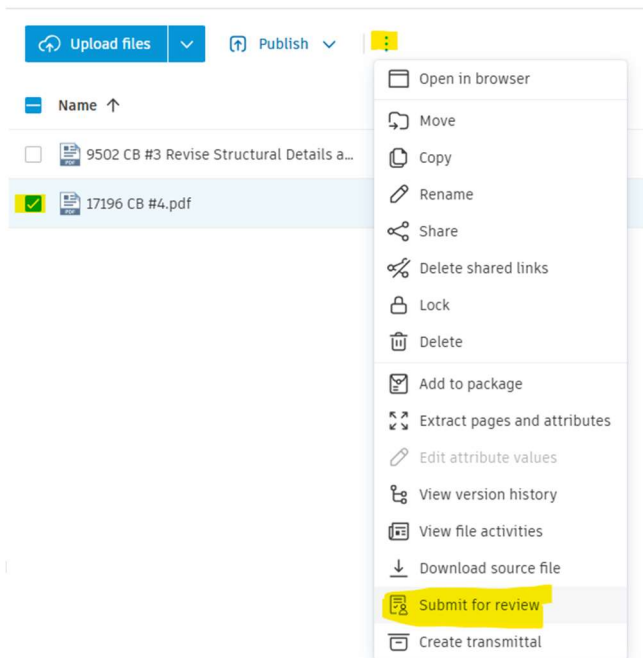 Upload files
Publish
Name
9502 CB #3 Revise Structural Details a...
17196 CB #4.pdf
Open in browser
Move
Copy
Rename
Share
Delete shared links
Lock
Delete
Add to package
Extract pages and attributes
Edit attribute values
View version history
View file activities
Download source file
Submit for review
Create transmittal